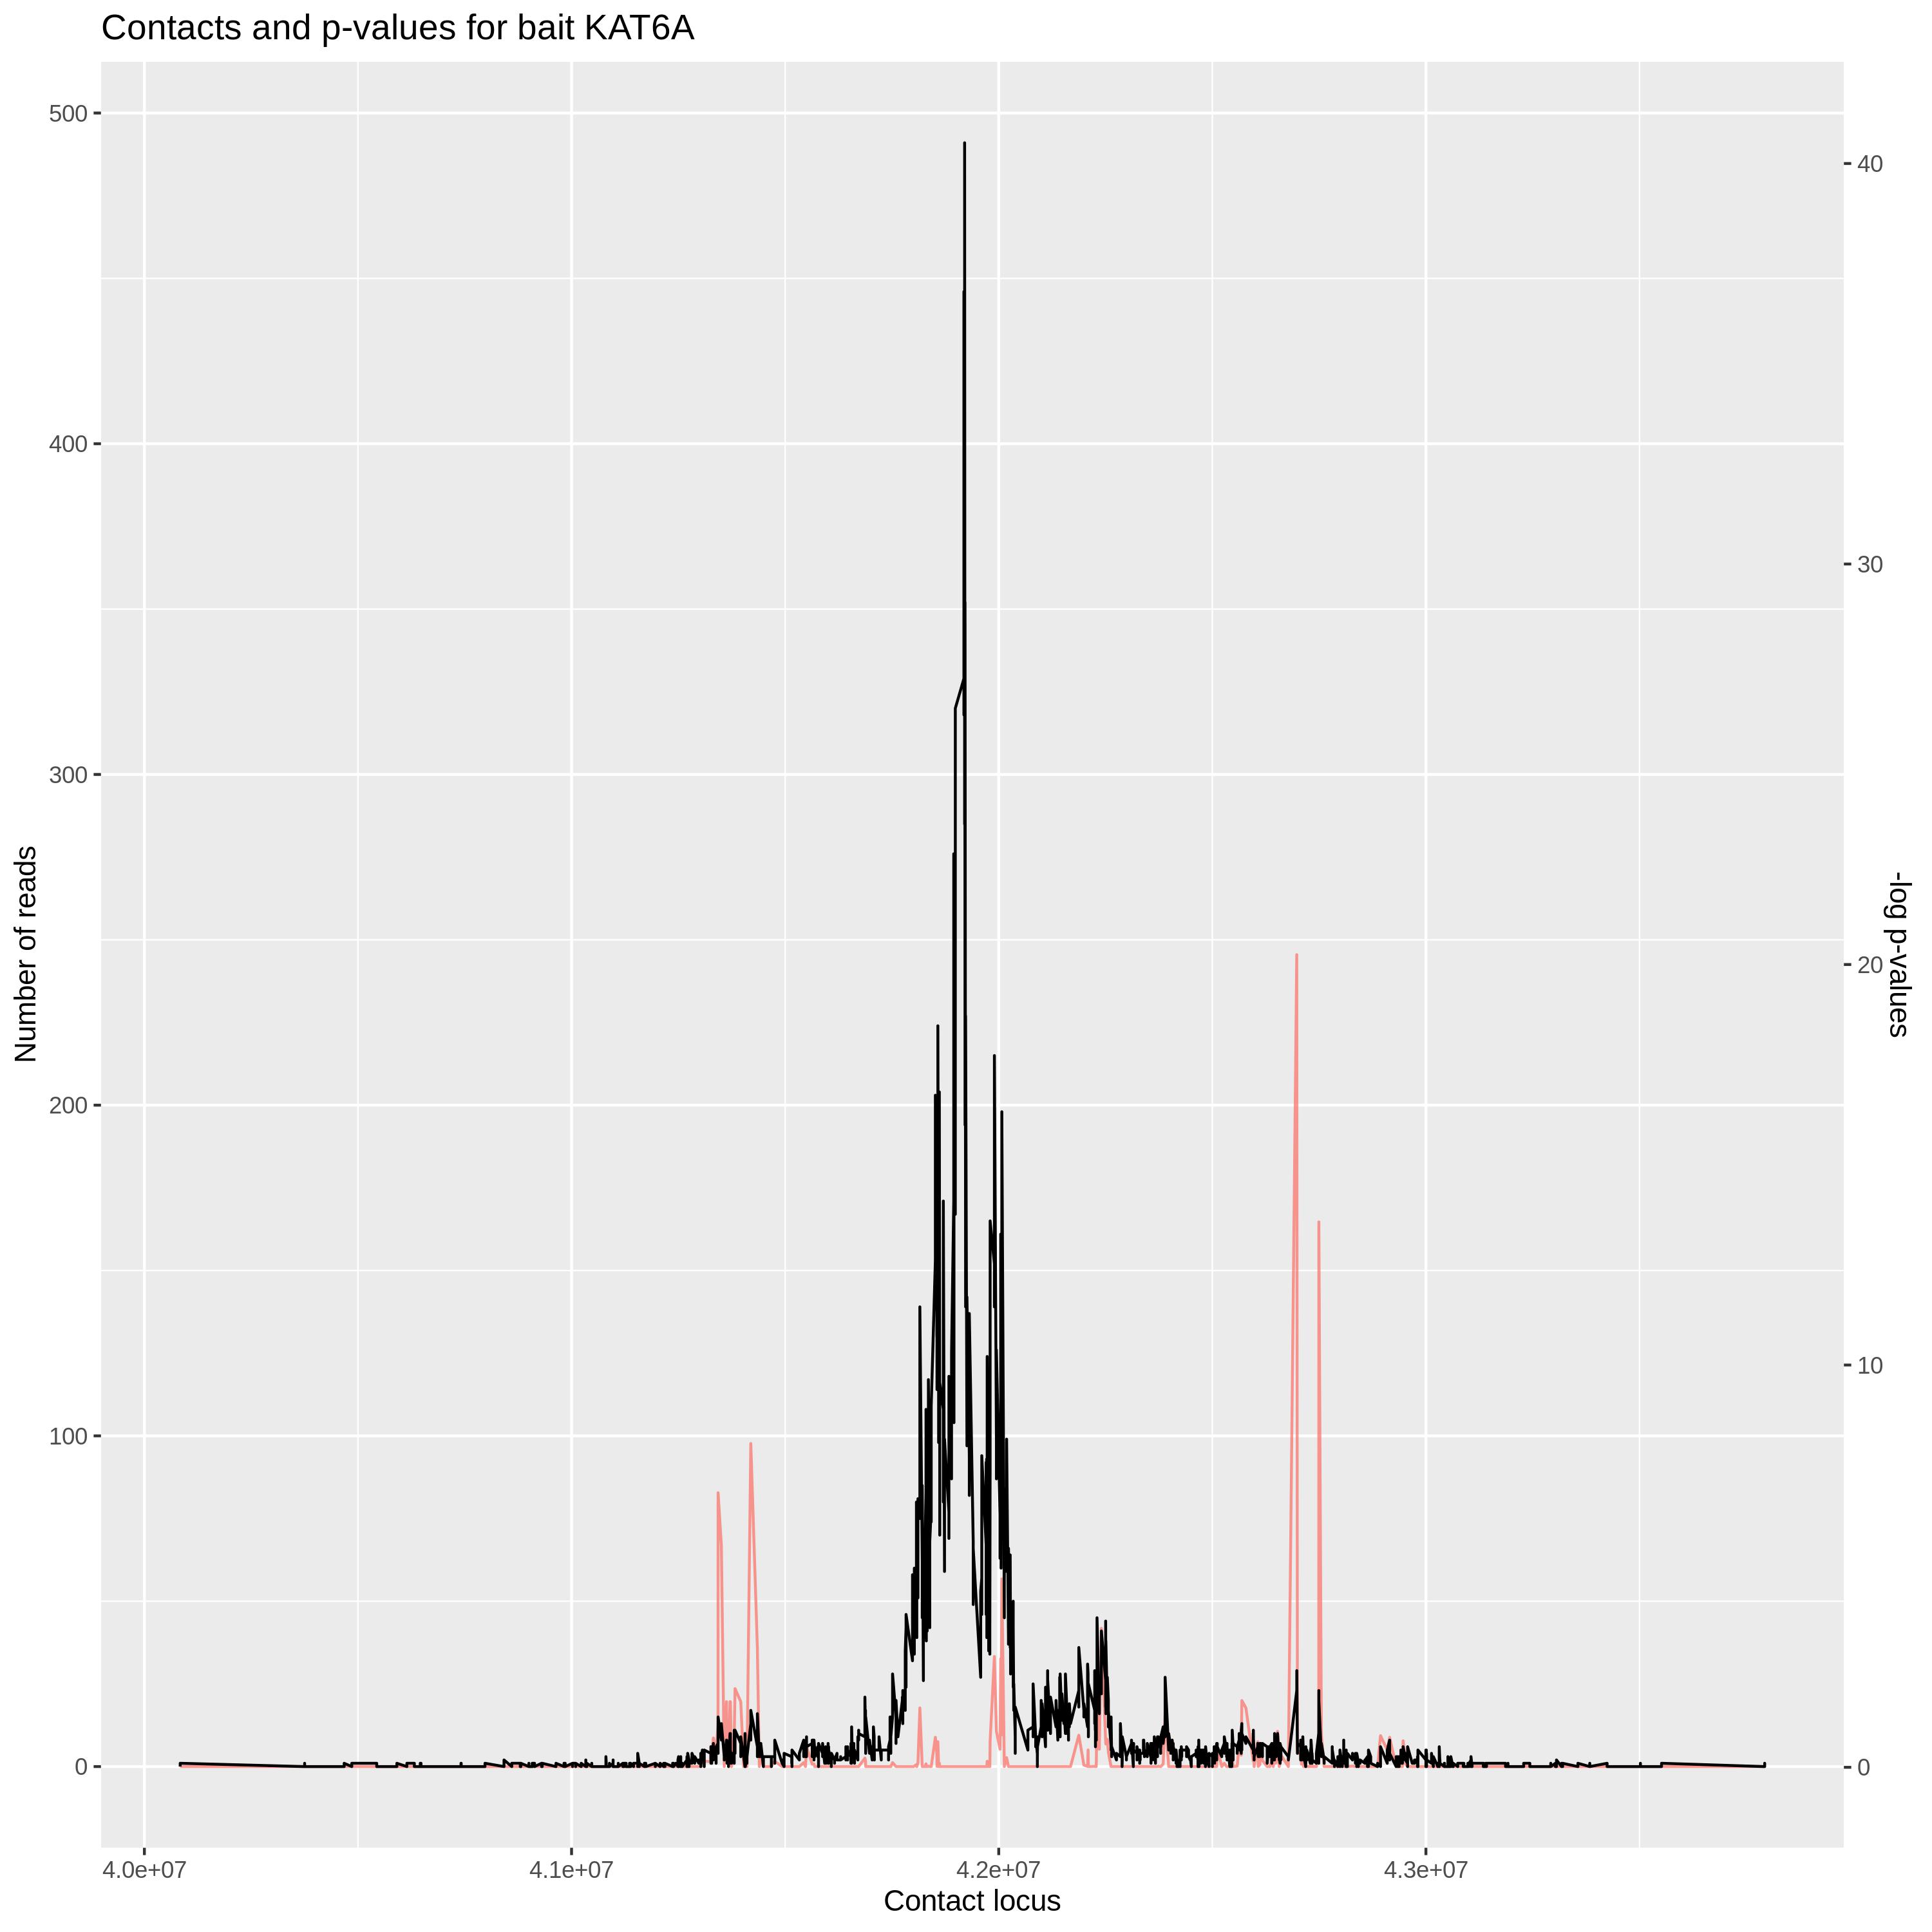 Contacts and p-values for bait KAT6A
500
400
300
200
100
0
Number of reads
40
30
20
10
0
-log p-values
4.0e+07
4.1e+07
4.2e+07
4.3e+07
Contact locus